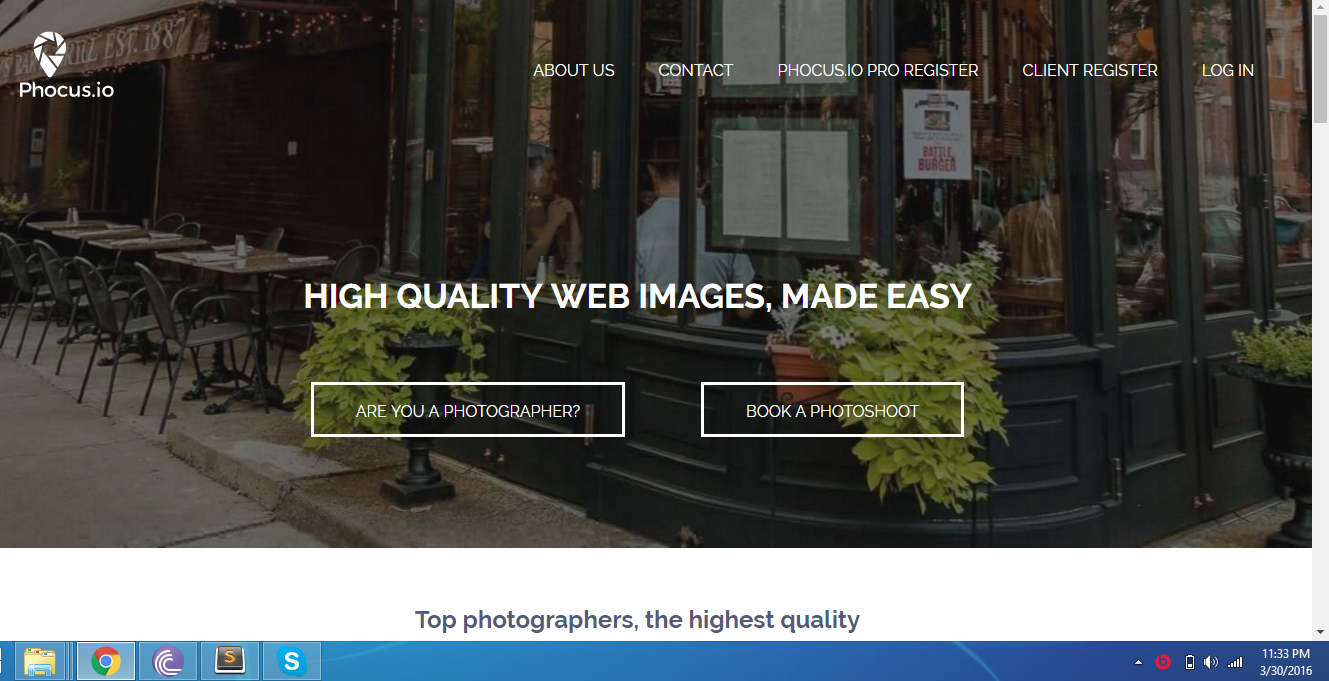 EST. 187
Phocus.io
ABOUT US
CONTACT
PHOCUS.IO PRO REGISTER
CLIENT REGISTER
LOG IN
BATTLE
BURGER
HIGH QUALITY WEB IMAGES, MADE EASY
ARE YOU A PHOTOGRAPHER?
BOOK A PHOTOSHOOT
Top photographers, the highest quality
S
S
b
11:33 PM
3/30/2016